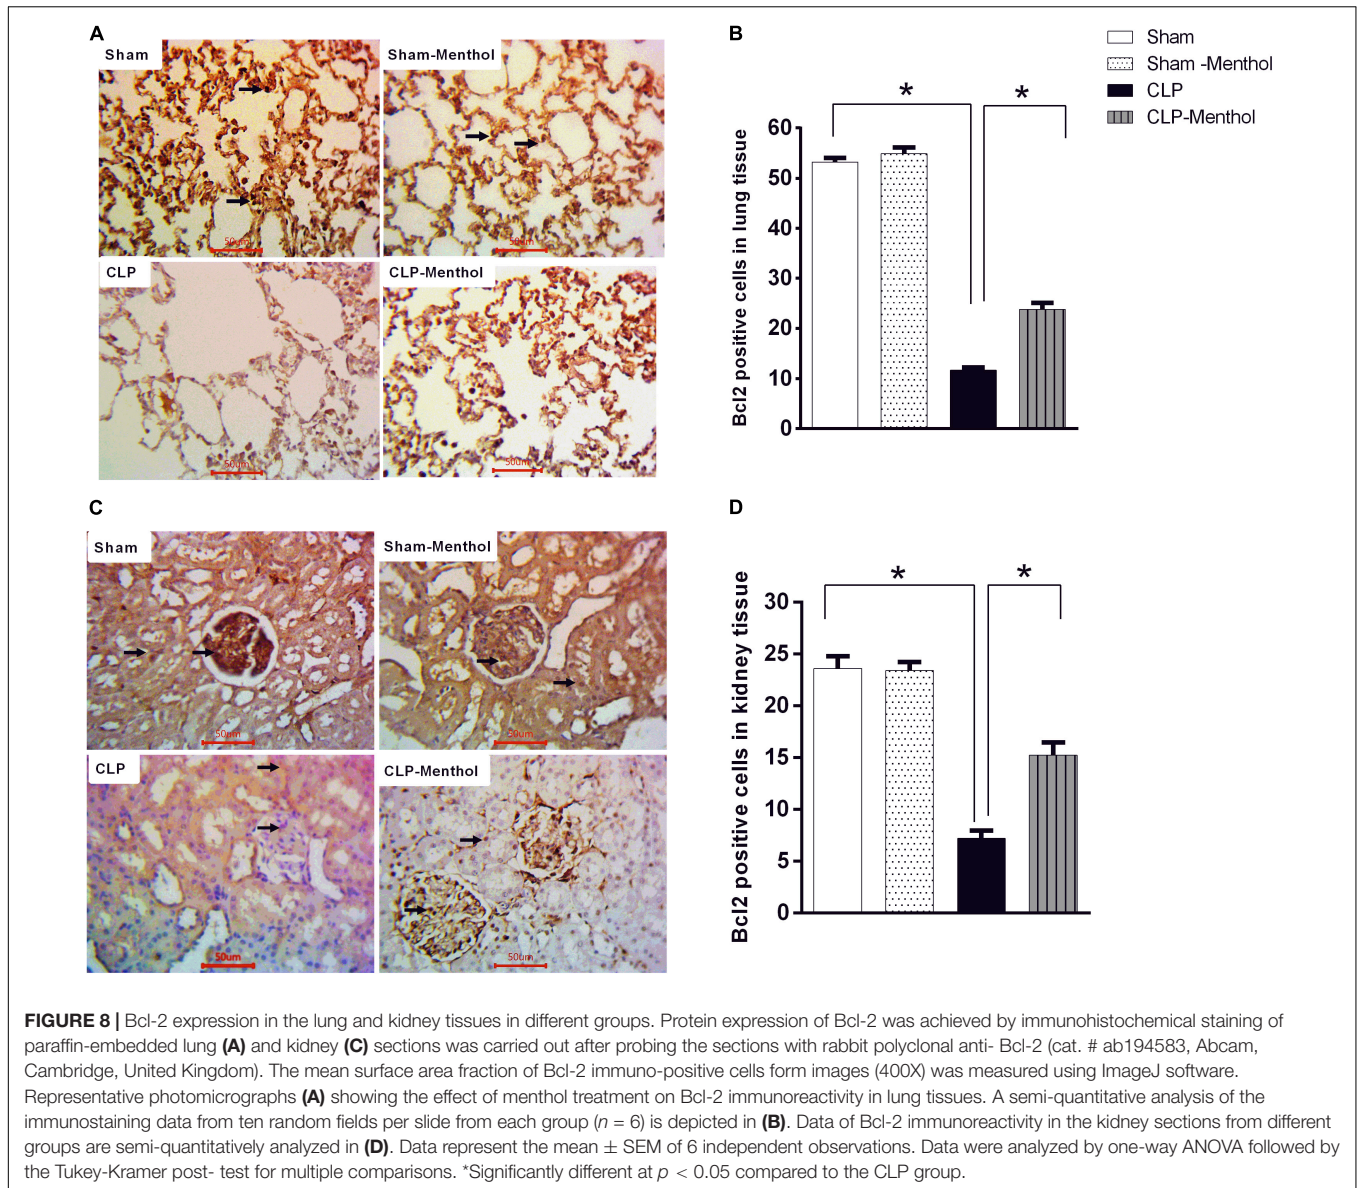 A
Sham
Sham-Menthol
50um
50um
CLP
CLP-Menthol
50um
50um
B
Sham
Sham -Menthol
CLP
CLP-Menthol
*
*
Bcl2 positive cells in lung tissue
60
50
40
30
20
10
0
C
Sham
Sham-Menthol
50um
50um
CLP
CLP-Menthol
50um
50um
D
*
*
Bcl2 positive cells in kidney tissue
30
25
20
15
10
5
0
FIGURE 8 | Bcl-2 expression in the lung and kidney tissues in different groups. Protein expression of Bcl-2 was achieved by immunohistochemical staining of
paraffin-embedded lung (A) and kidney (C) sections was carried out after probing the sections with rabbit polyclonal anti- Bcl-2 (cat. # ab194583, Abcam,
Cambridge, United Kingdom). The mean surface area fraction of Bcl-2 immuno-positive cells form images (400X) was measured using ImageJ software.
Representative photomicrographs (A) showing the effect of menthol treatment on Bcl-2 immunoreactivity in lung tissues. A semi-quantitative analysis of the
immunostaining data from ten random fields per slide from each group (n = 6) is depicted in (B). Data of Bcl-2 immunoreactivity in the kidney sections from different
groups are semi-quantitatively analyzed in (D). Data represent the mean ± SEM of 6 independent observations. Data were analyzed by one-way ANOVA followed by
the Tukey-Kramer post- test for multiple comparisons. *Significantly different at p < 0.05 compared to the CLP group.